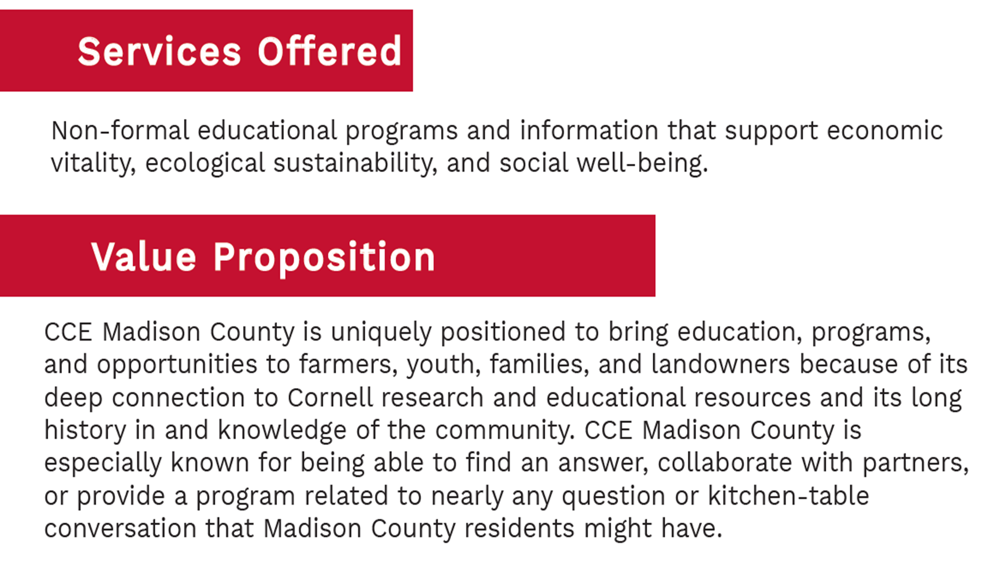 Services Offered
Non-formal educational programs and information that support economic
vitality, ecological sustainability, and social well-being.
Value Proposition
CCE Madison County is uniquely positioned to bring education, programs,
and opportunities to farmers, youth, families, and landowners because of its
deep connection to Cornell research and educational resources and its long
history in and knowledge of the community. CCE Madison County is
especially known for being able to find an answer, collaborate with partners,
or provide a program related to nearly any question or kitchen-table
conversation that Madison County residents might have.